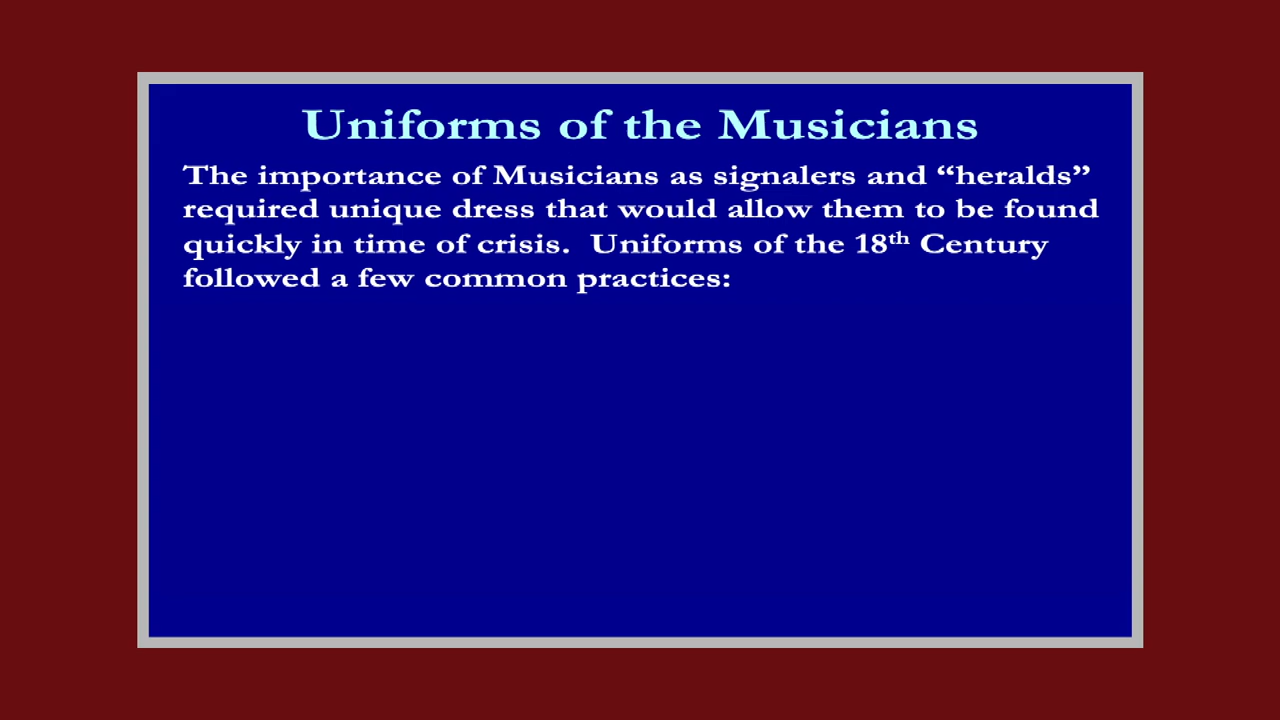 Uniforms of the Musicians
The importance of Musicians as signalers and “heralds”
required unique dress that would allow them to be found
quickly in time of crisis.  Uniforms of the 18th Century
followed a few common practices: